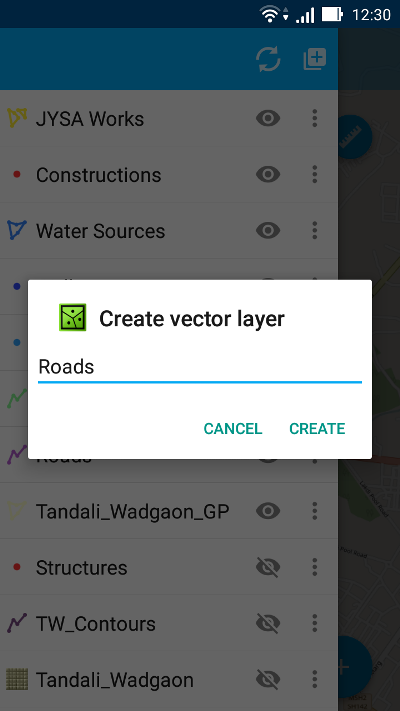 12:30
JYSA Works
Constructions
Water Sources
Create vector layer
Roads
CANCEL CREATE
Roads
Tandali_Wadgaon_GP
Structures
TW_Contours
Tandali_Wadgaon